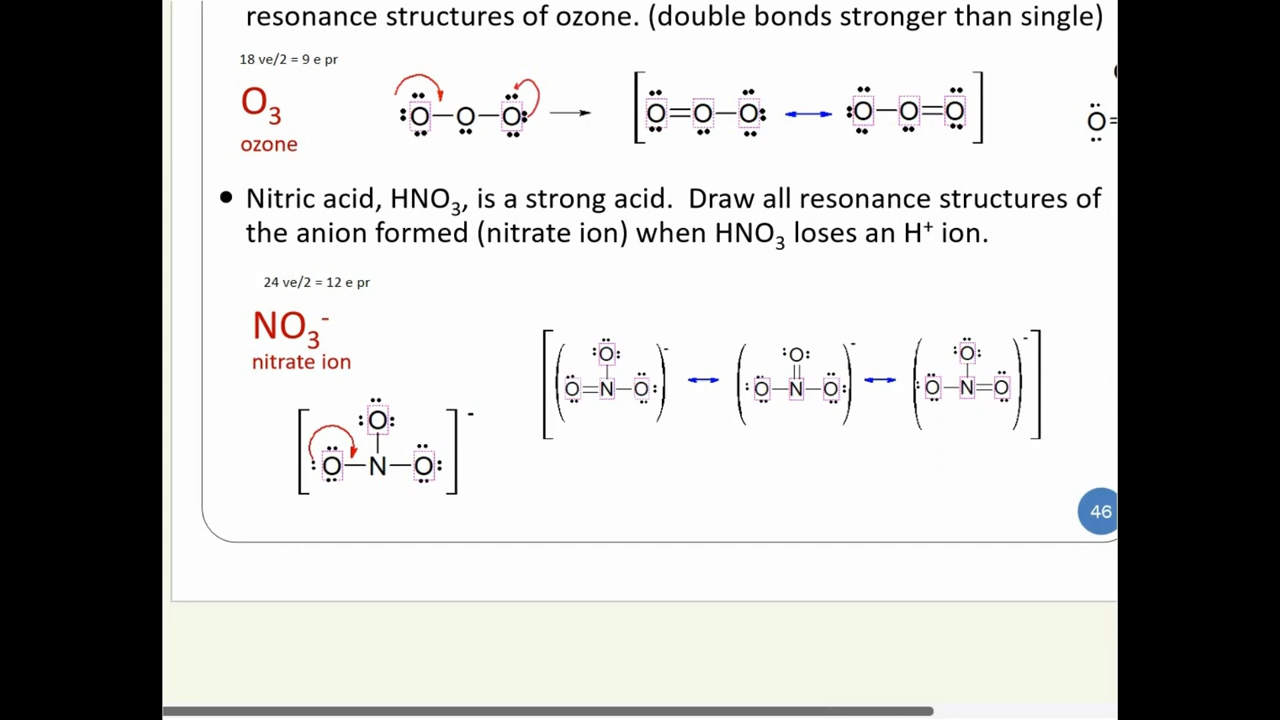 resonance structures of ozone. (double bonds stronger than single)
18 ve/2 = 9 e pr
O₃
ozone
O–O–O → [O=O–O ↔ O–O=O]
O=
• Nitric acid, HNO₃, is a strong acid. Draw all resonance structures of
the anion formed (nitrate ion) when HNO₃ loses an H⁺ ion.
24 ve/2 = 12 e pr
NO₃⁻
nitrate ion
O O O
O=N–O ⁻ ↔ O–N–O ⁻ ↔ O–N=O ⁻
O
O–N–O ⁻
46